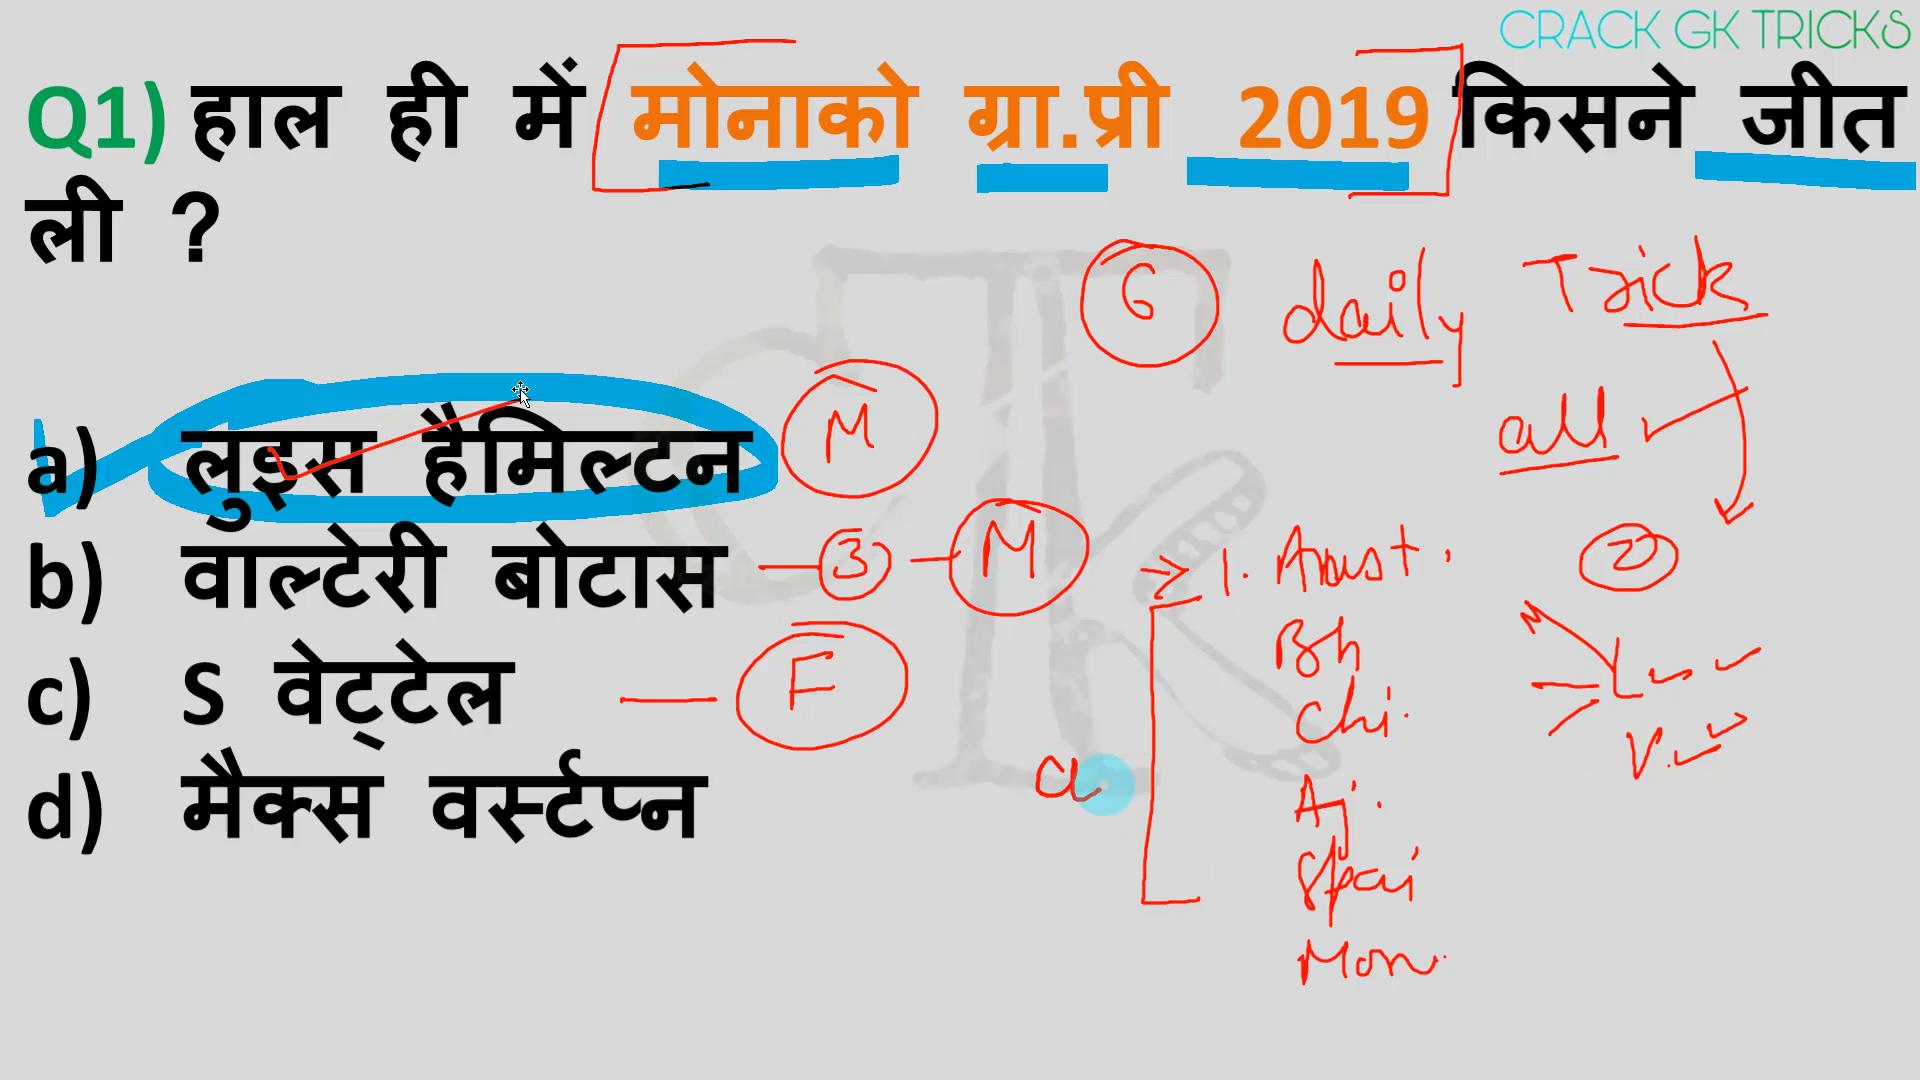 CRACK GK TRICKS
Q1) हाल ही में मोनाको ग्रा.प्री 2019 किसने जीत
ली ?
6 daily Trick
all
a) लुइस हैमिल्टन M
b) वाल्टेरी बोटास 3 M
c) S वेट्टेल F
d) मैक्स वर्स्टप्न
1. Aust. 2
Bh
Chi.
Aj.
Spai
Mon.
L
V.
a